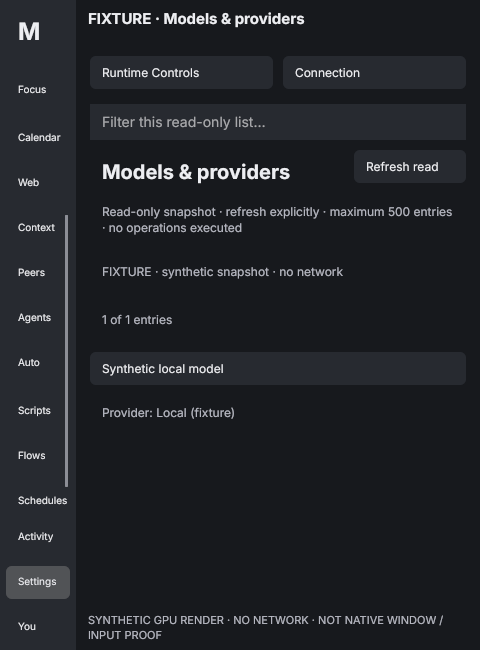 M
Focus
Calendar
Web
Context
Peers
Agents
Auto
Scripts
Flows
Schedules
Activity
Settings
You
FIXTURE · Models & providers
Runtime Controls
Connection
Filter this read-only list...
Models & providers
Refresh read
Read-only snapshot · refresh explicitly · maximum 500 entries
· no operations executed
FIXTURE · synthetic snapshot · no network
1 of 1 entries
Synthetic local model
Provider: Local (fixture)
SYNTHETIC GPU RENDER · NO NETWORK · NOT NATIVE WINDOW /
INPUT PROOF